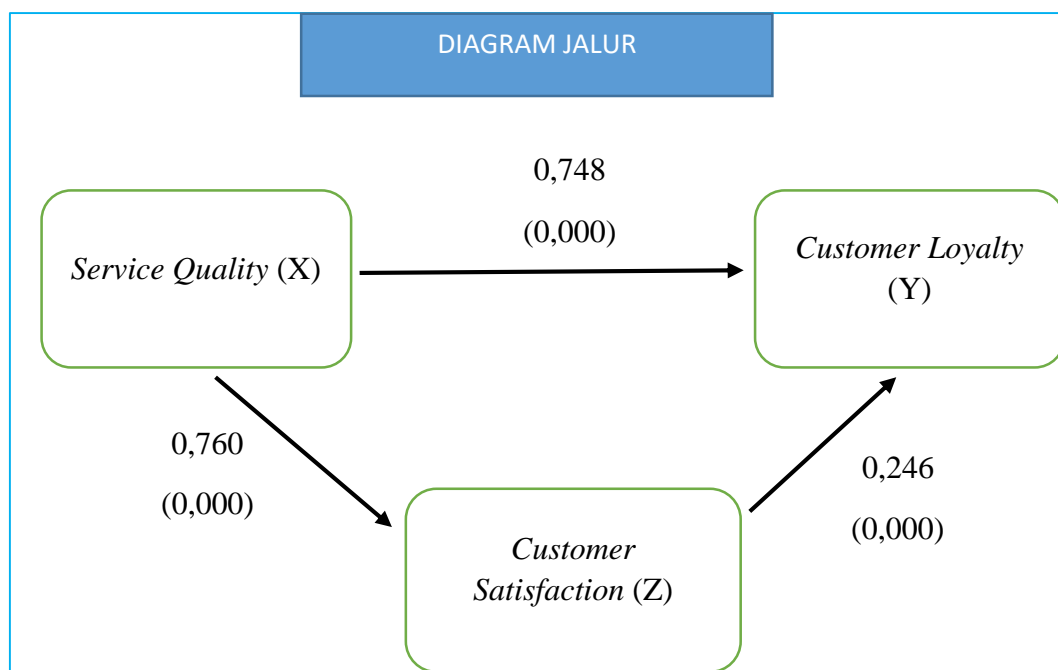 DIAGRAM JALUR
0,748
(0,000)
Service Quality (X)
Customer Loyalty
(Y)
0,760
(0,000)
0,246
(0,000)
Customer
Satisfaction (Z)